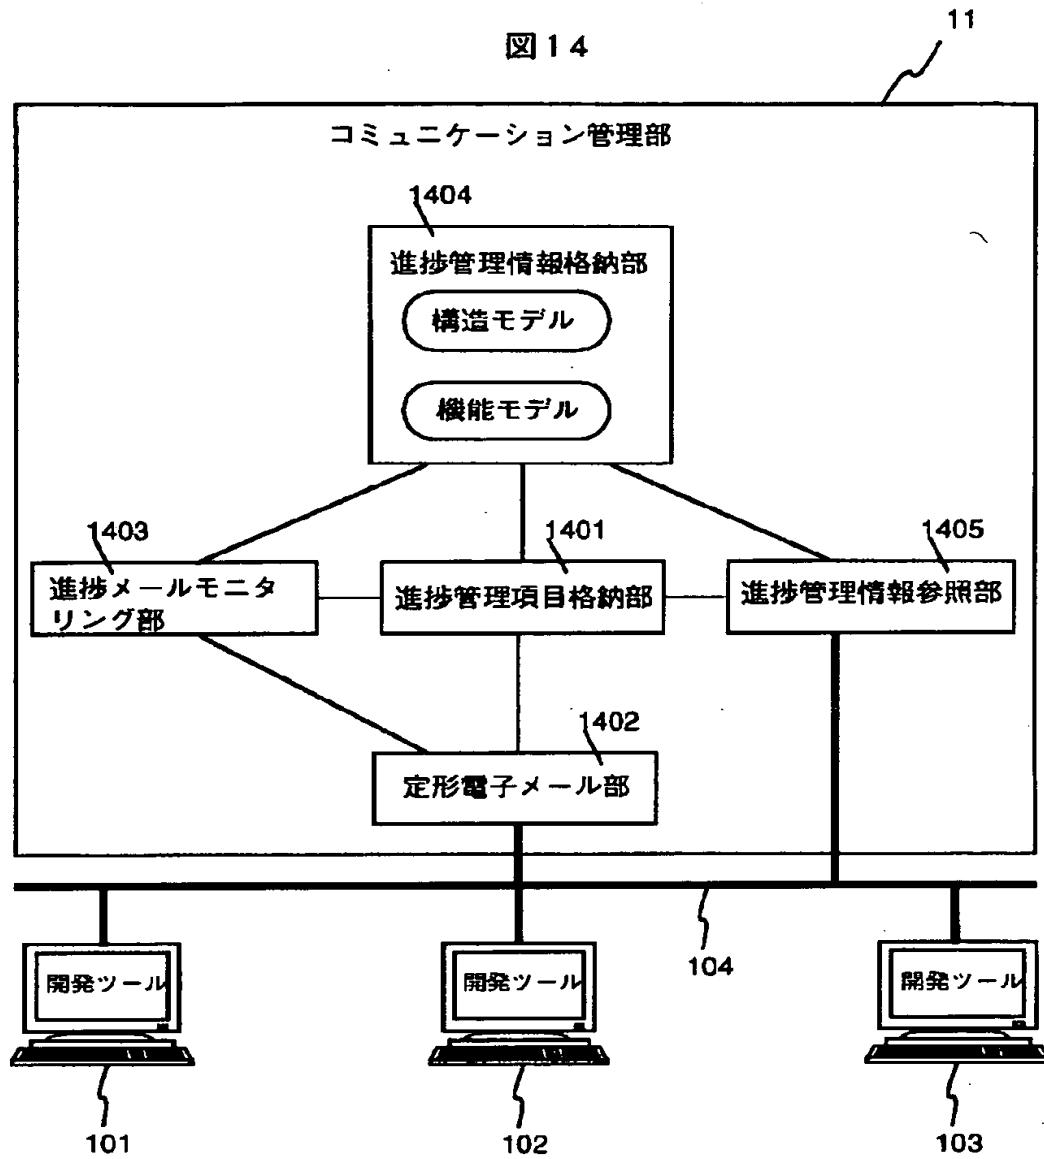 図14
11
コミュニケーション管理部
1404
進捗管理情報格納部
構造モデル
機能モデル
1403
1401
1405
進捗メールモニタ
リング部
進捗管理項目格納部
進捗管理情報参照部
1402
定形電子メール部
104
開発ツール
開発ツール
開発ツール
101
102
103